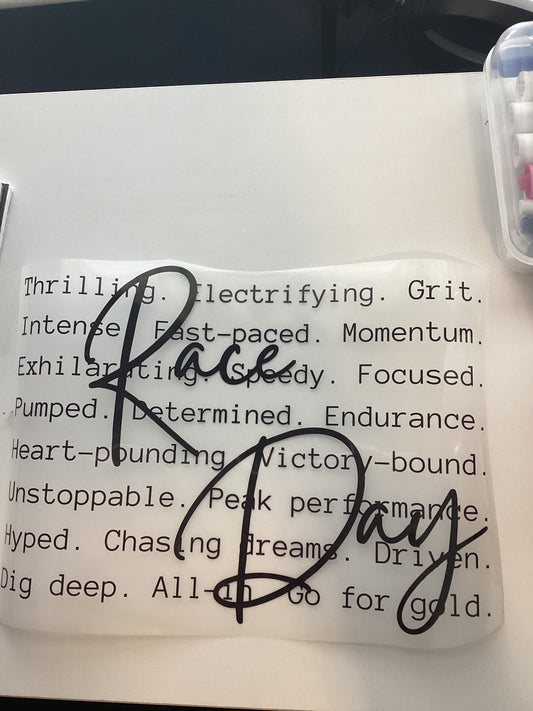 Thrilling. Electrifying. Grit.
Intense. Fast-paced. Momentum.
Exhilarating. Speedy. Focused.
Pumped. Determined. Endurance.
Heart-pounding. Victory-bound.
Unstoppable. Peak performance.
Hyped. Chasing dreams. Driven.
Dig deep. All-in. Go for gold.
Race
Day